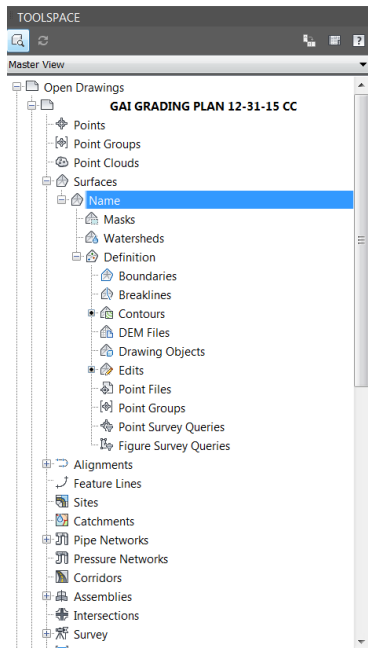 TOOLSPACE
Master View
Open Drawings
GAI GRADING PLAN 12-31-15 CC
Points
Point Groups
Point Clouds
Surfaces
Name
Masks
Watersheds
Definition
Boundaries
Breaklines
Contours
DEM Files
Drawing Objects
Edits
Point Files
Point Groups
Point Survey Queries
Figure Survey Queries
Alignments
Feature Lines
Sites
Catchments
Pipe Networks
Pressure Networks
Corridors
Assemblies
Intersections
Survey